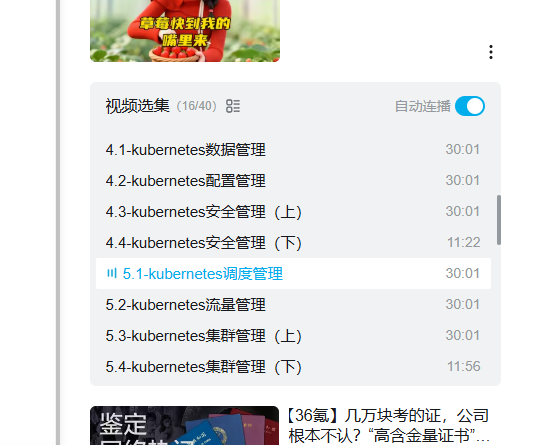 草莓快到我的
嘴里来
视频选集 (16/40) 自动连播
4.1-kubernetes数据管理 30:01
4.2-kubernetes配置管理 30:01
4.3-kubernetes安全管理（上） 30:01
4.4-kubernetes安全管理（下） 11:22
5.1-kubernetes调度管理 30:01
5.2-kubernetes流量管理 30:01
5.3-kubernetes集群管理（上） 30:01
5.4-kubernetes集群管理（下） 11:56
鉴定
【36氪】几万块考的证，公司
根本不认？“高含金量证书”…